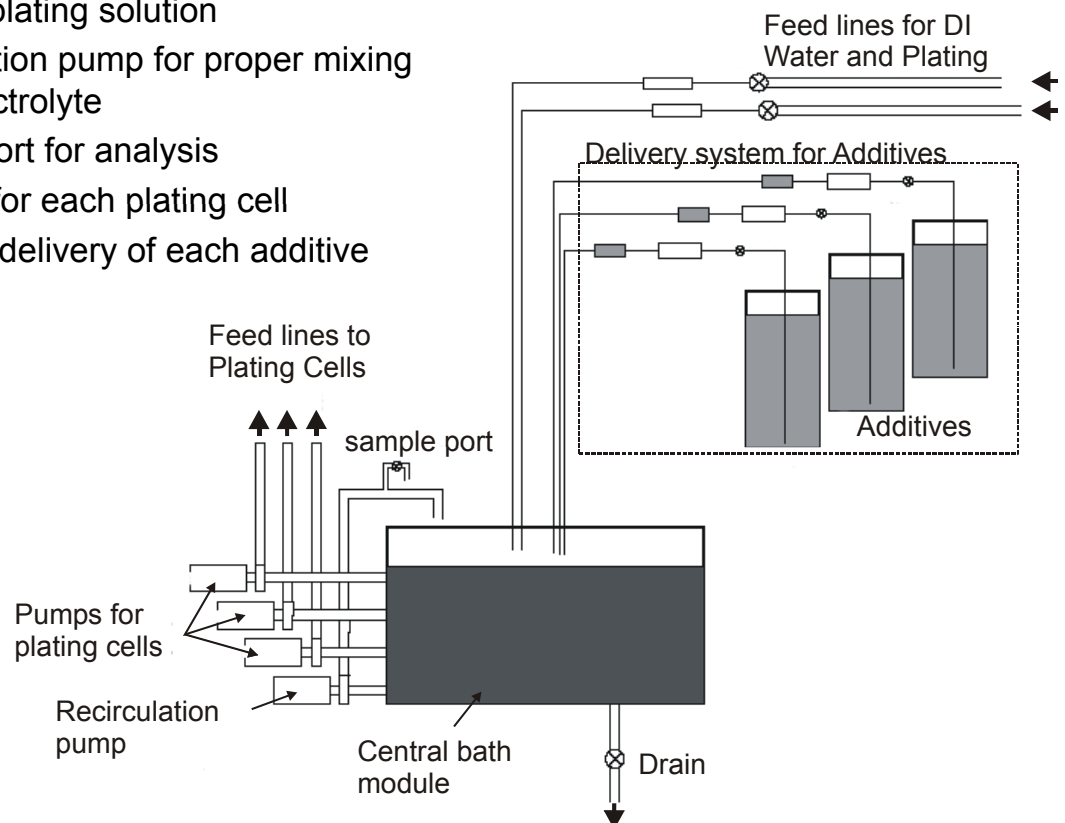 plating solution
tion pump for proper mixing
ctrolyte
ort for analysis
for each plating cell
delivery of each additive
Feed lines for DI
Water and Plating
Delivery system for Additives
Additives
Feed lines to
Plating Cells
sample port
Pumps for
plating cells
Recirculation
pump
Central bath
module
Drain